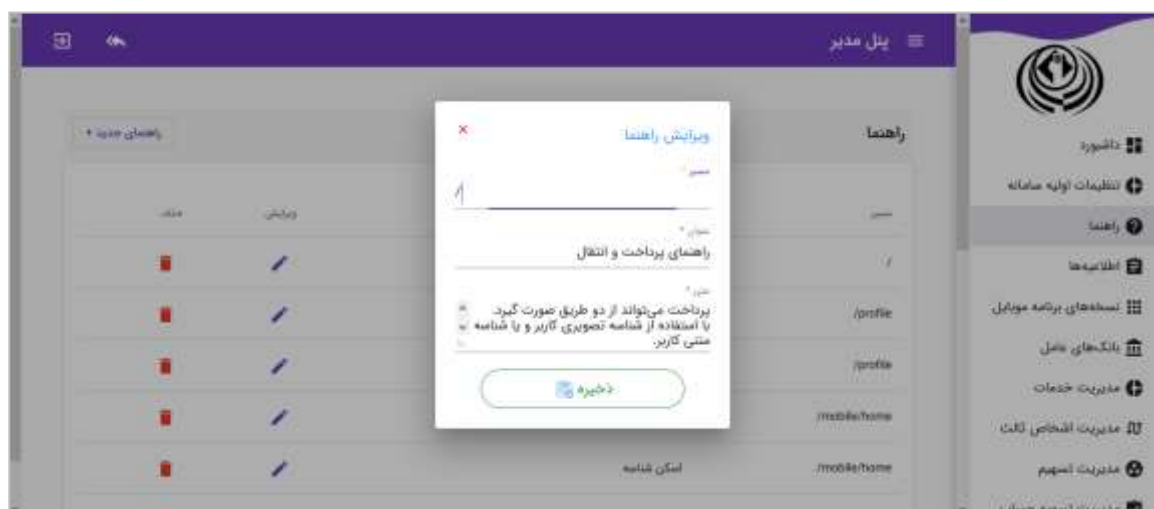 پنل مدیر
داشبورد
تنظیمات اولیه سامانه
راهنما
اطلاعیه‌ها
نسخه‌های برنامه موبایل
بانک‌های عامل
مدیریت خدمات
مدیریت اشخاص ثالث
مدیریت تسهیم
راهنما
راهنمای جدید +
مسیر
ویرایش
حذف
/
/profile
/profile
/mobile/home
/mobile/home
اسکن شناسه
ویرایش راهنما
مسیر *
/
عنوان *
راهنمای پرداخت و انتقال
متن *
پرداخت می‌تواند از دو طریق صورت گیرد.
با استفاده از شناسه تصویری کاربر و یا شناسه
متنی کاربر.
ذخیره